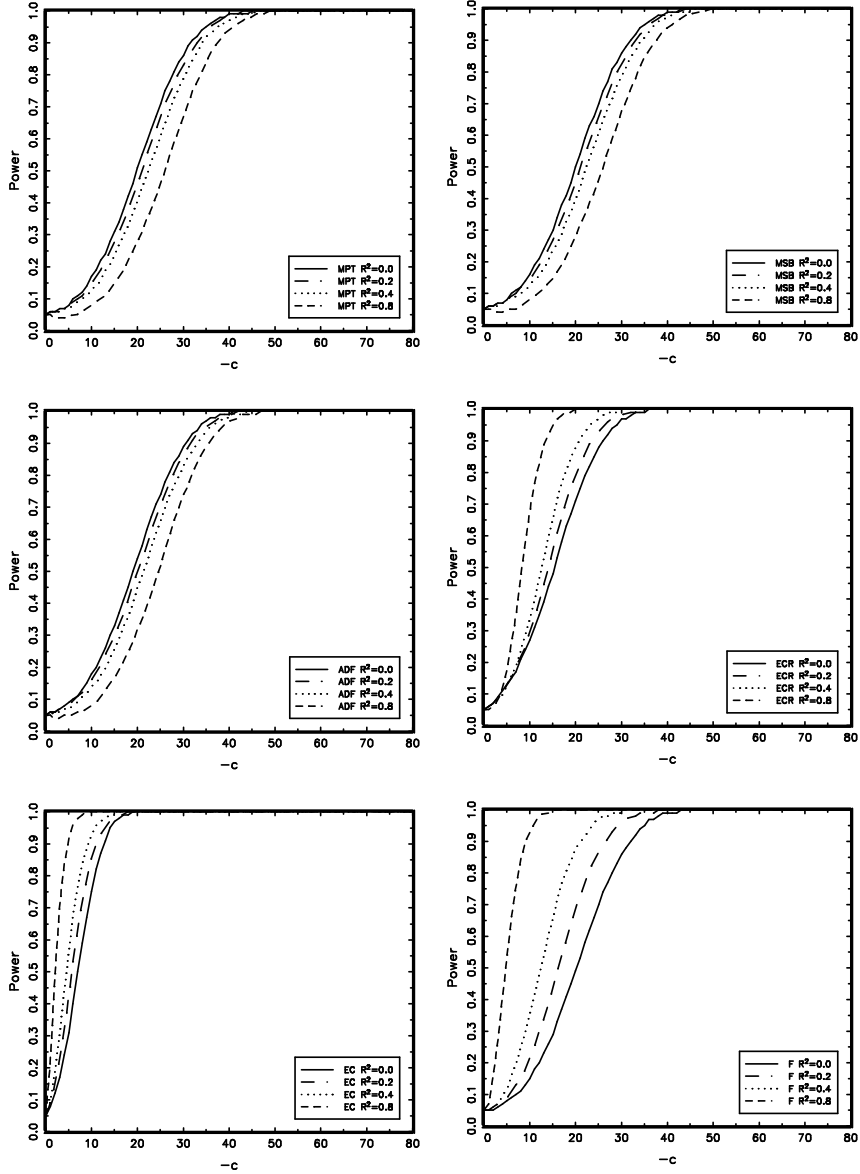 1.0
0.9
0.8
0.7
0.6
0.5
0.4
0.3
0.2
0.1
0.0
Power
0 10 20 30 40 50 60 70 80
−c
MPT R²=0.0
MPT R²=0.2
MPT R²=0.4
MPT R²=0.8
1.0
0.9
0.8
0.7
0.6
0.5
0.4
0.3
0.2
0.1
0.0
Power
0 10 20 30 40 50 60 70 80
−c
MSB R²=0.0
MSB R²=0.2
MSB R²=0.4
MSB R²=0.8
1.0
0.9
0.8
0.7
0.6
0.5
0.4
0.3
0.2
0.1
0.0
Power
0 10 20 30 40 50 60 70 80
−c
ADF R²=0.0
ADF R²=0.2
ADF R²=0.4
ADF R²=0.8
1.0
0.9
0.8
0.7
0.6
0.5
0.4
0.3
0.2
0.1
0.0
Power
0 10 20 30 40 50 60 70 80
−c
ECR R²=0.0
ECR R²=0.2
ECR R²=0.4
ECR R²=0.8
1.0
0.9
0.8
0.7
0.6
0.5
0.4
0.3
0.2
0.1
0.0
Power
0 10 20 30 40 50 60 70 80
−c
EC R²=0.0
EC R²=0.2
EC R²=0.4
EC R²=0.8
1.0
0.9
0.8
0.7
0.6
0.5
0.4
0.3
0.2
0.1
0.0
Power
0 10 20 30 40 50 60 70 80
−c
F R²=0.0
F R²=0.2
F R²=0.4
F R²=0.8